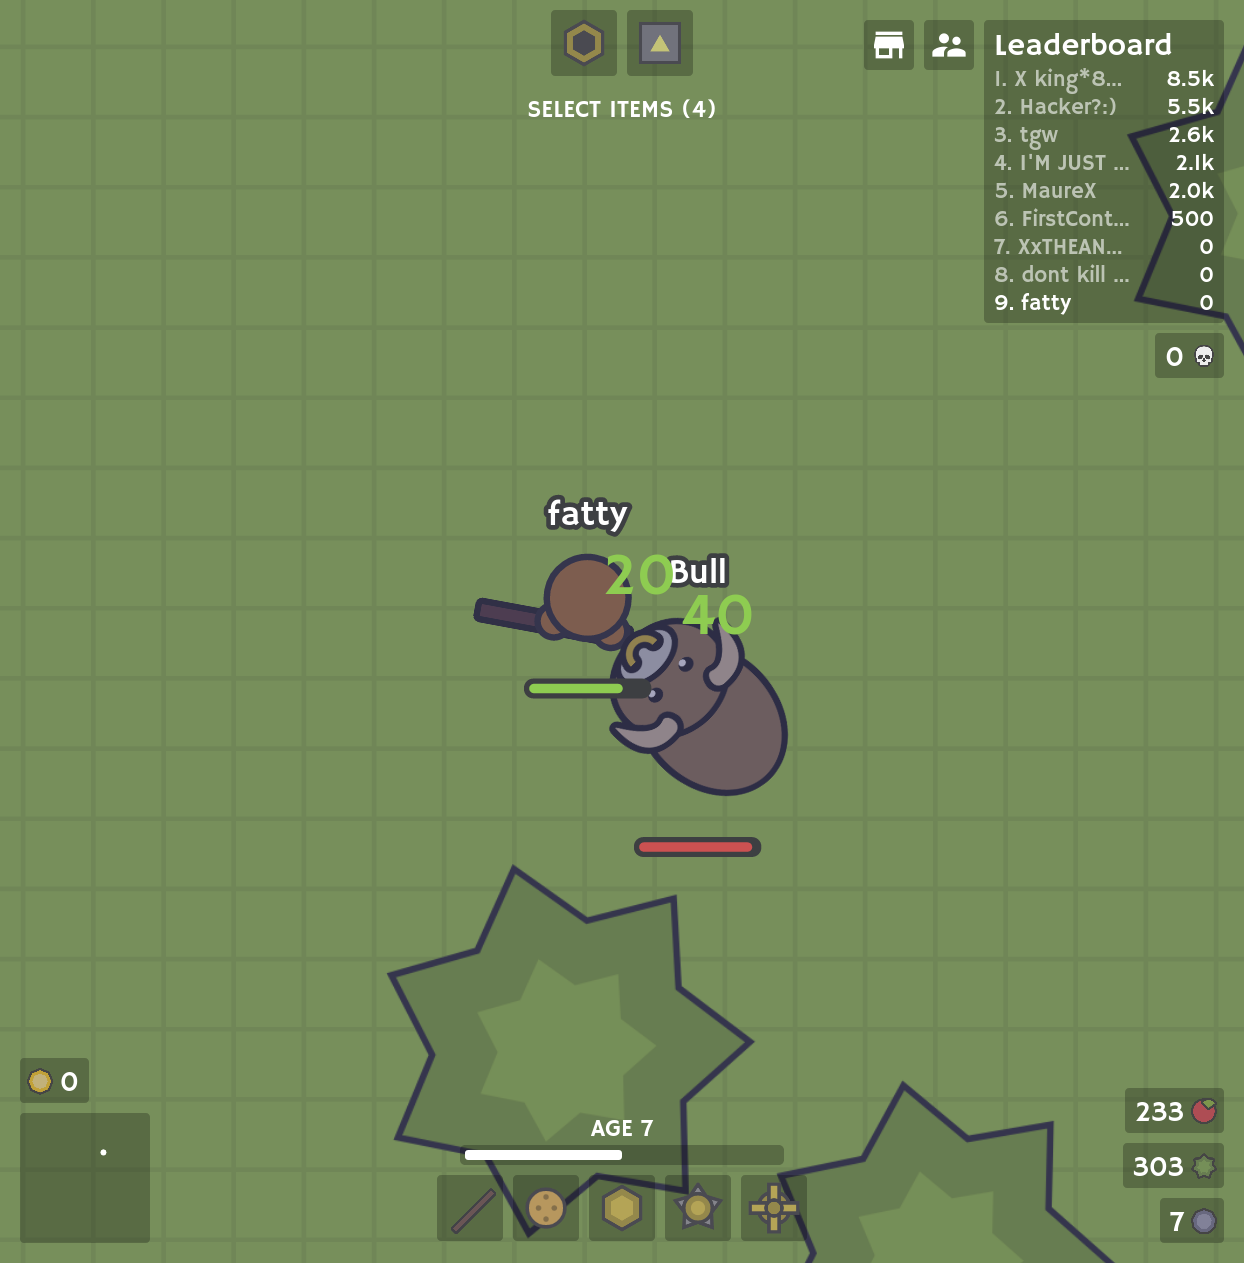 SELECT ITEMS (4)
Leaderboard
1. X king*8... 8.5k
2. Hacker?:) 5.5k
3. tgw 2.6k
4. I'M JUST ... 2.1k
5. MaureX 2.0k
6. FirstCont... 500
7. XxTHEAN... 0
8. dont kill ... 0
9. fatty 0
0
fatty
20
Bull
40
0
AGE 7
233
303
7